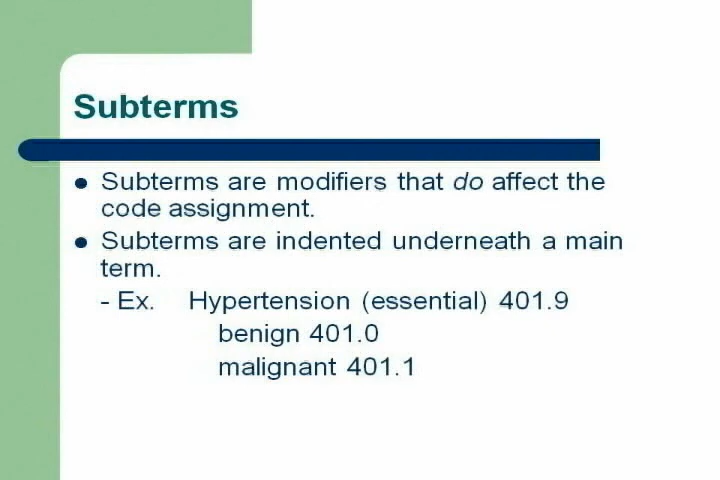 Subterms
● Subterms are modifiers that do affect the
code assignment.
● Subterms are indented underneath a main
term.
- Ex. Hypertension (essential) 401.9
benign 401.0
malignant 401.1